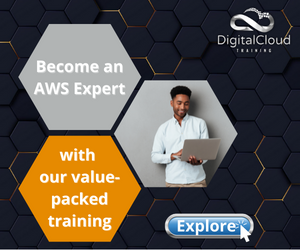 DigitalCloud
TRAINING
Become an
AWS Expert
with
our value-
packed
training
Explore